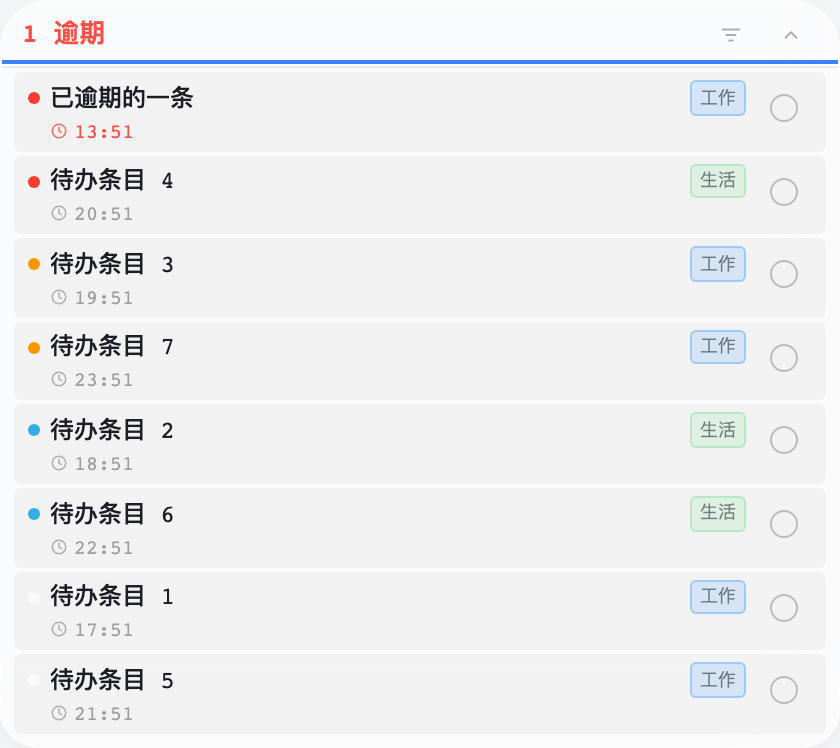 1 逾期
已逾期的一条 工作
13:51
待办条目 4 生活
20:51
待办条目 3 工作
19:51
待办条目 7 工作
23:51
待办条目 2 生活
18:51
待办条目 6 生活
22:51
待办条目 1 工作
17:51
待办条目 5 工作
21:51